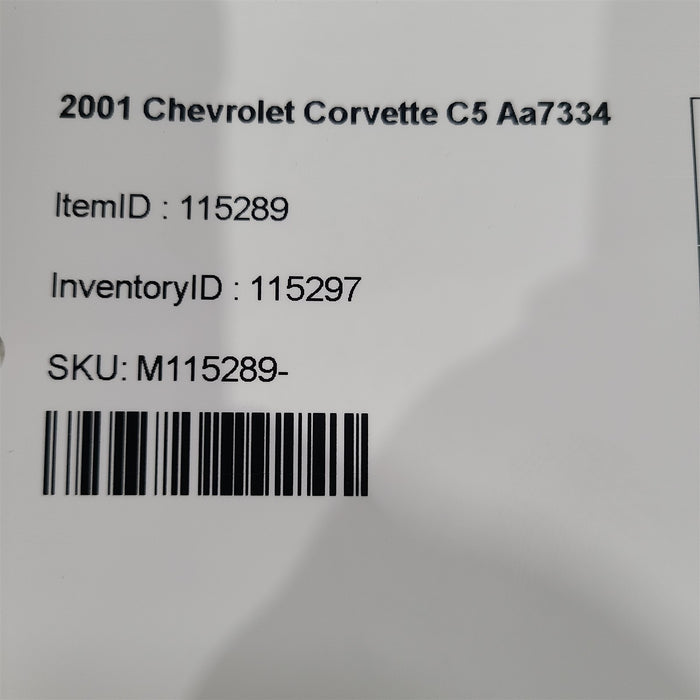 2001 Chevrolet Corvette C5 Aa7334
ItemID : 115289
InventoryID : 115297
SKU: M115289-